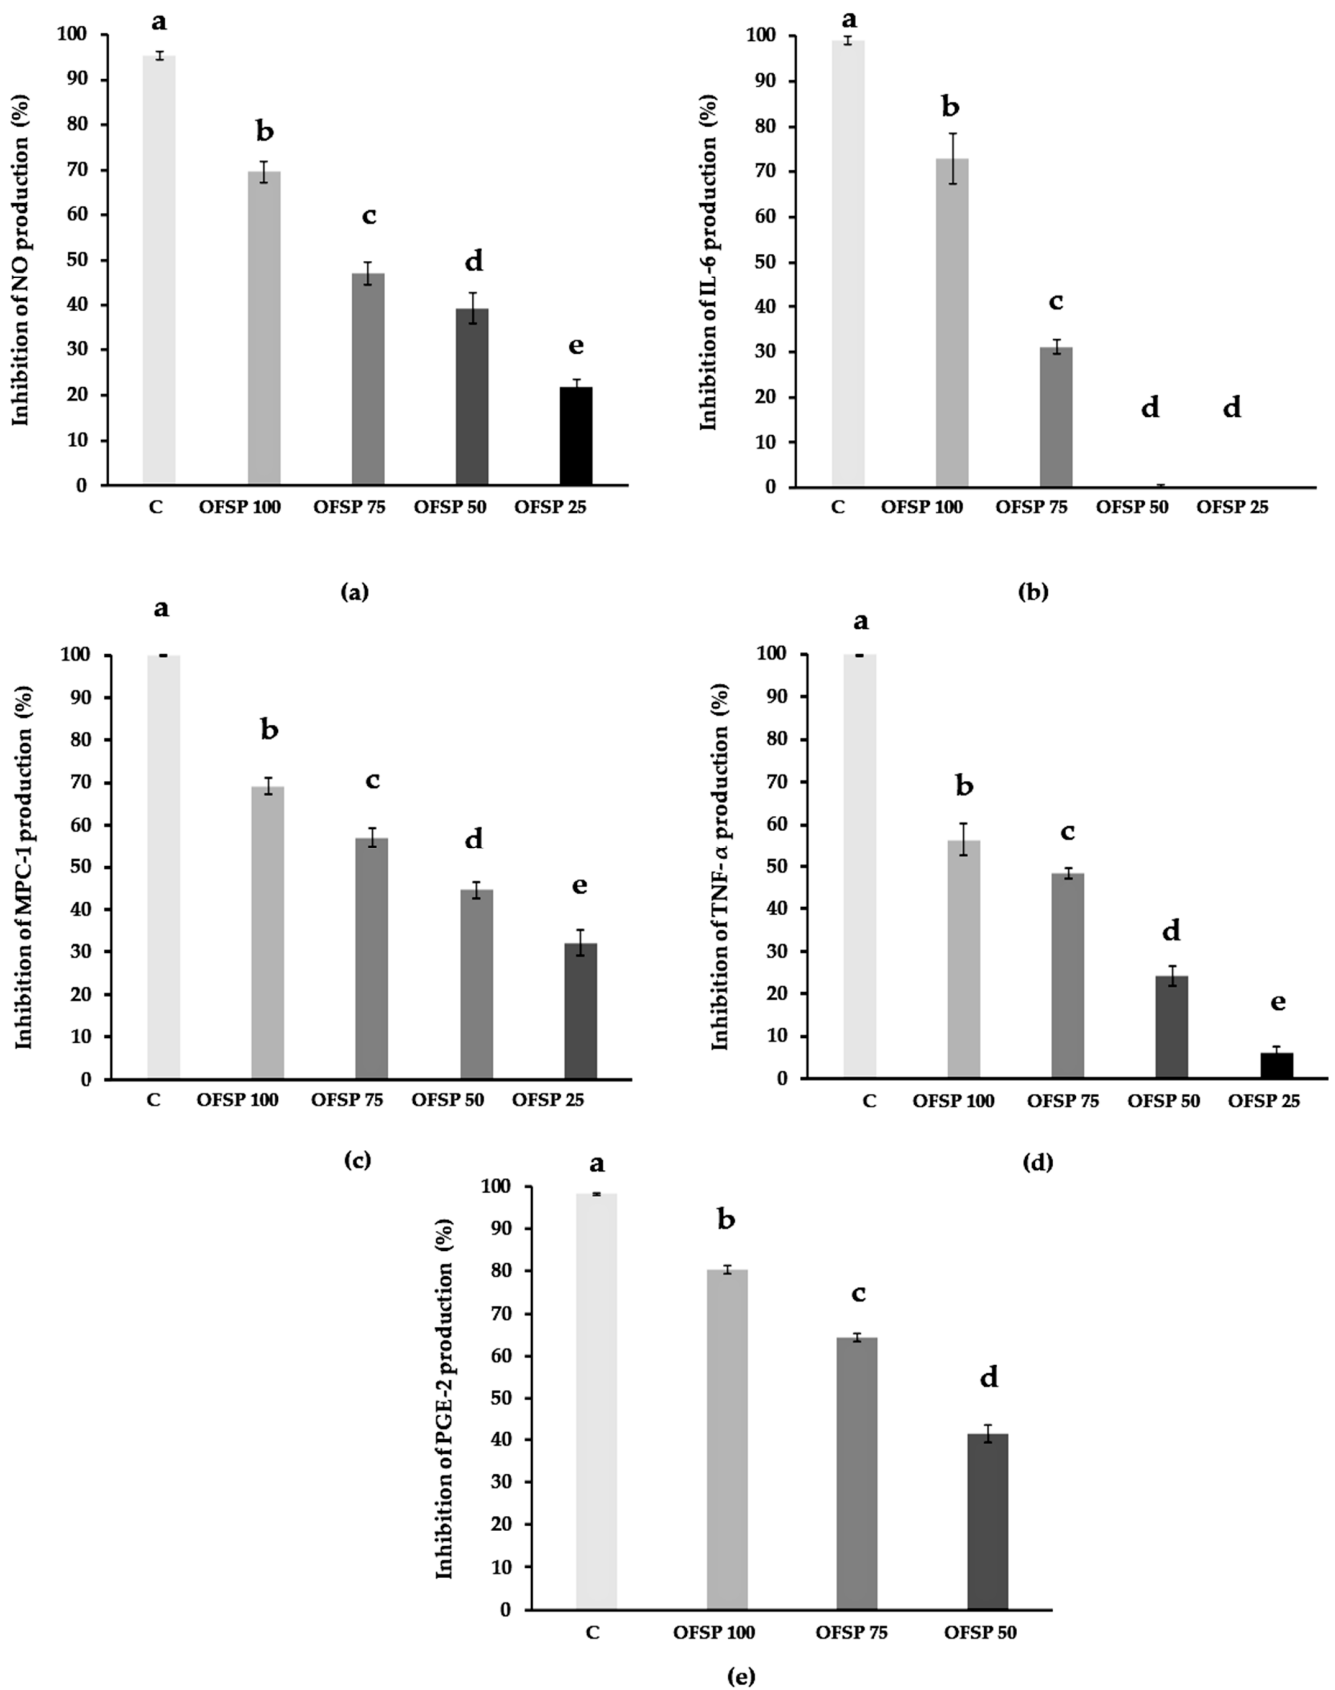 a
100
90
80
70
60
50
40
30
20
10
0
Inhibition of NO production (%)
b
c
d
e
C OFSP 100 OFSP 75 OFSP 50 OFSP 25
(a)
a
100
90
80
70
60
50
40
30
20
10
0
Inhibition of IL-6 production (%)
b
c
d d
C OFSP 100 OFSP 75 OFSP 50 OFSP 25
(b)
a
100
90
80
70
60
50
40
30
20
10
0
Inhibition of MPC-1 production (%)
b
c
d
e
C OFSP 100 OFSP 75 OFSP 50 OFSP 25
(c)
a
100
90
80
70
60
50
40
30
20
10
0
Inhibition of TNF-α production (%)
b
c
d
e
C OFSP 100 OFSP 75 OFSP 50 OFSP 25
(d)
a
100
90
80
70
60
50
40
30
20
10
0
Inhibition of PGE-2 production (%)
b
c
d
C OFSP 100 OFSP 75 OFSP 50
(e)